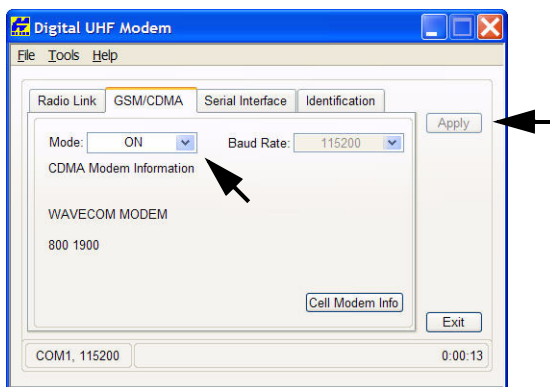 Digital UHF Modem
File Tools Help
Radio Link GSM/CDMA Serial Interface Identification
Apply
Mode: ON Baud Rate: 115200
CDMA Modem Information
WAVECOM MODEM
800 1900
Cell Modem Info
Exit
COM1, 115200 0:00:13